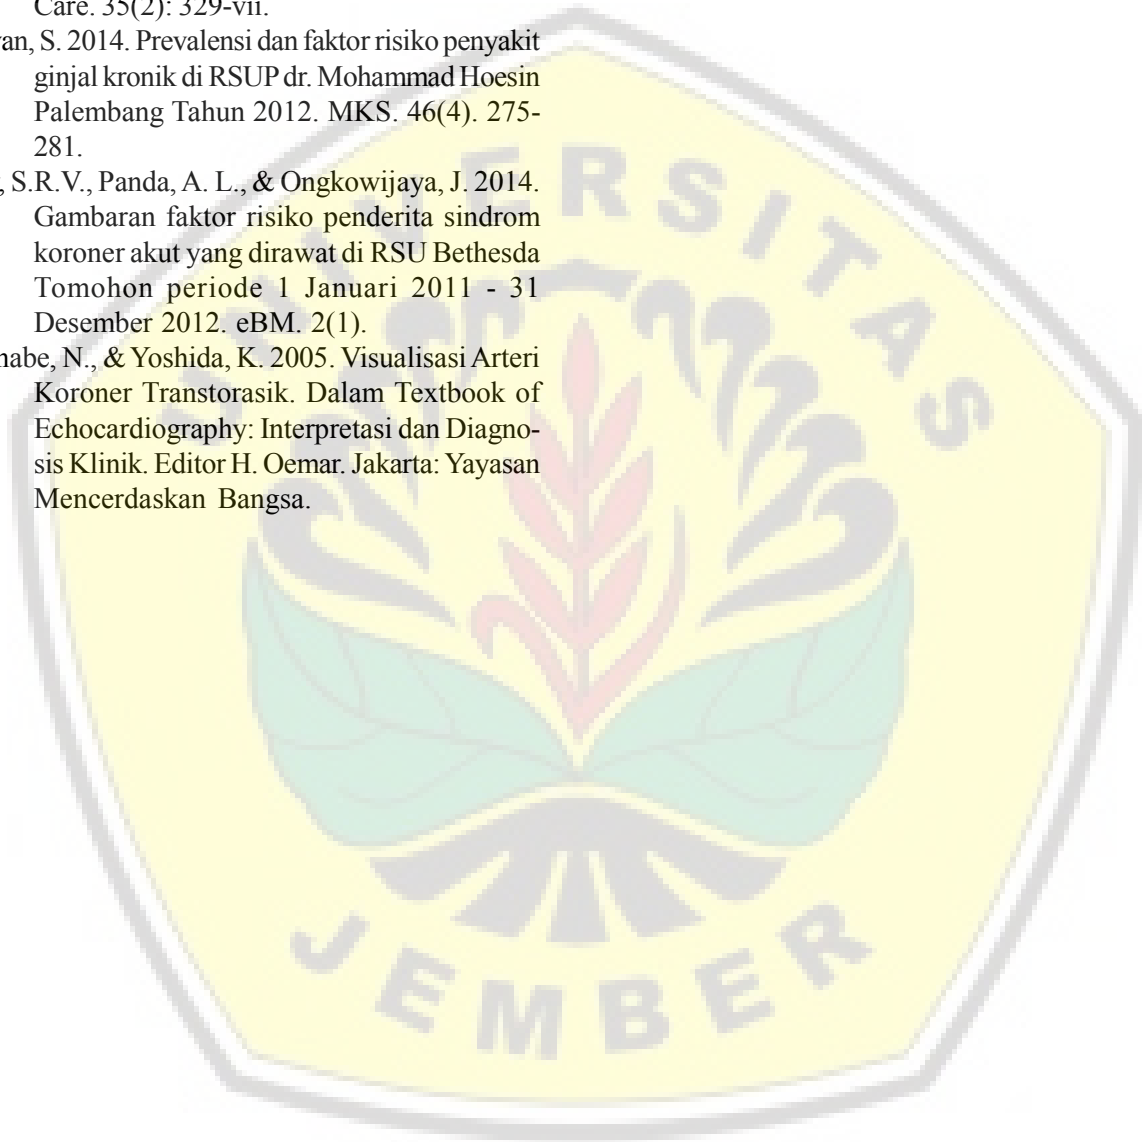 Care. 35(2): 329-vii.
van, S. 2014. Prevalensi dan faktor risiko penyakit
ginjal kronik di RSUP dr. Mohammad Hoesin
Palembang Tahun 2012. MKS. 46(4). 275-
281.
, S.R.V., Panda, A. L., & Ongkowijaya, J. 2014.
Gambaran faktor risiko penderita sindrom
koroner akut yang dirawat di RSU Bethesda
Tomohon periode 1 Januari 2011 - 31
Desember 2012. eBM. 2(1).
nabe, N., & Yoshida, K. 2005. Visualisasi Arteri
Koroner Transtorasik. Dalam Textbook of
Echocardiography: Interpretasi dan Diagno-
sis Klinik. Editor H. Oemar. Jakarta: Yayasan
Mencerdaskan Bangsa.
UNIVERSITAS
JEMBER